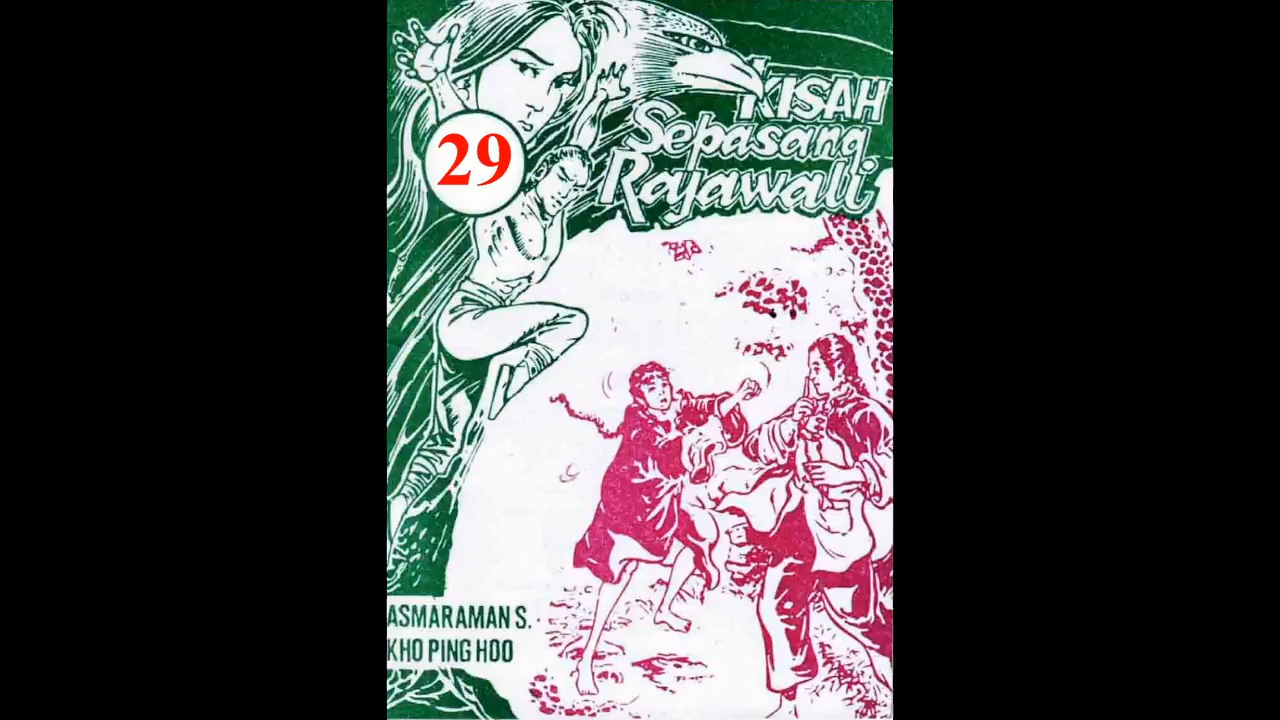 29
KISAH
Sepasang
Rajawali
ASMARAMAN S.
KHO PING HOO